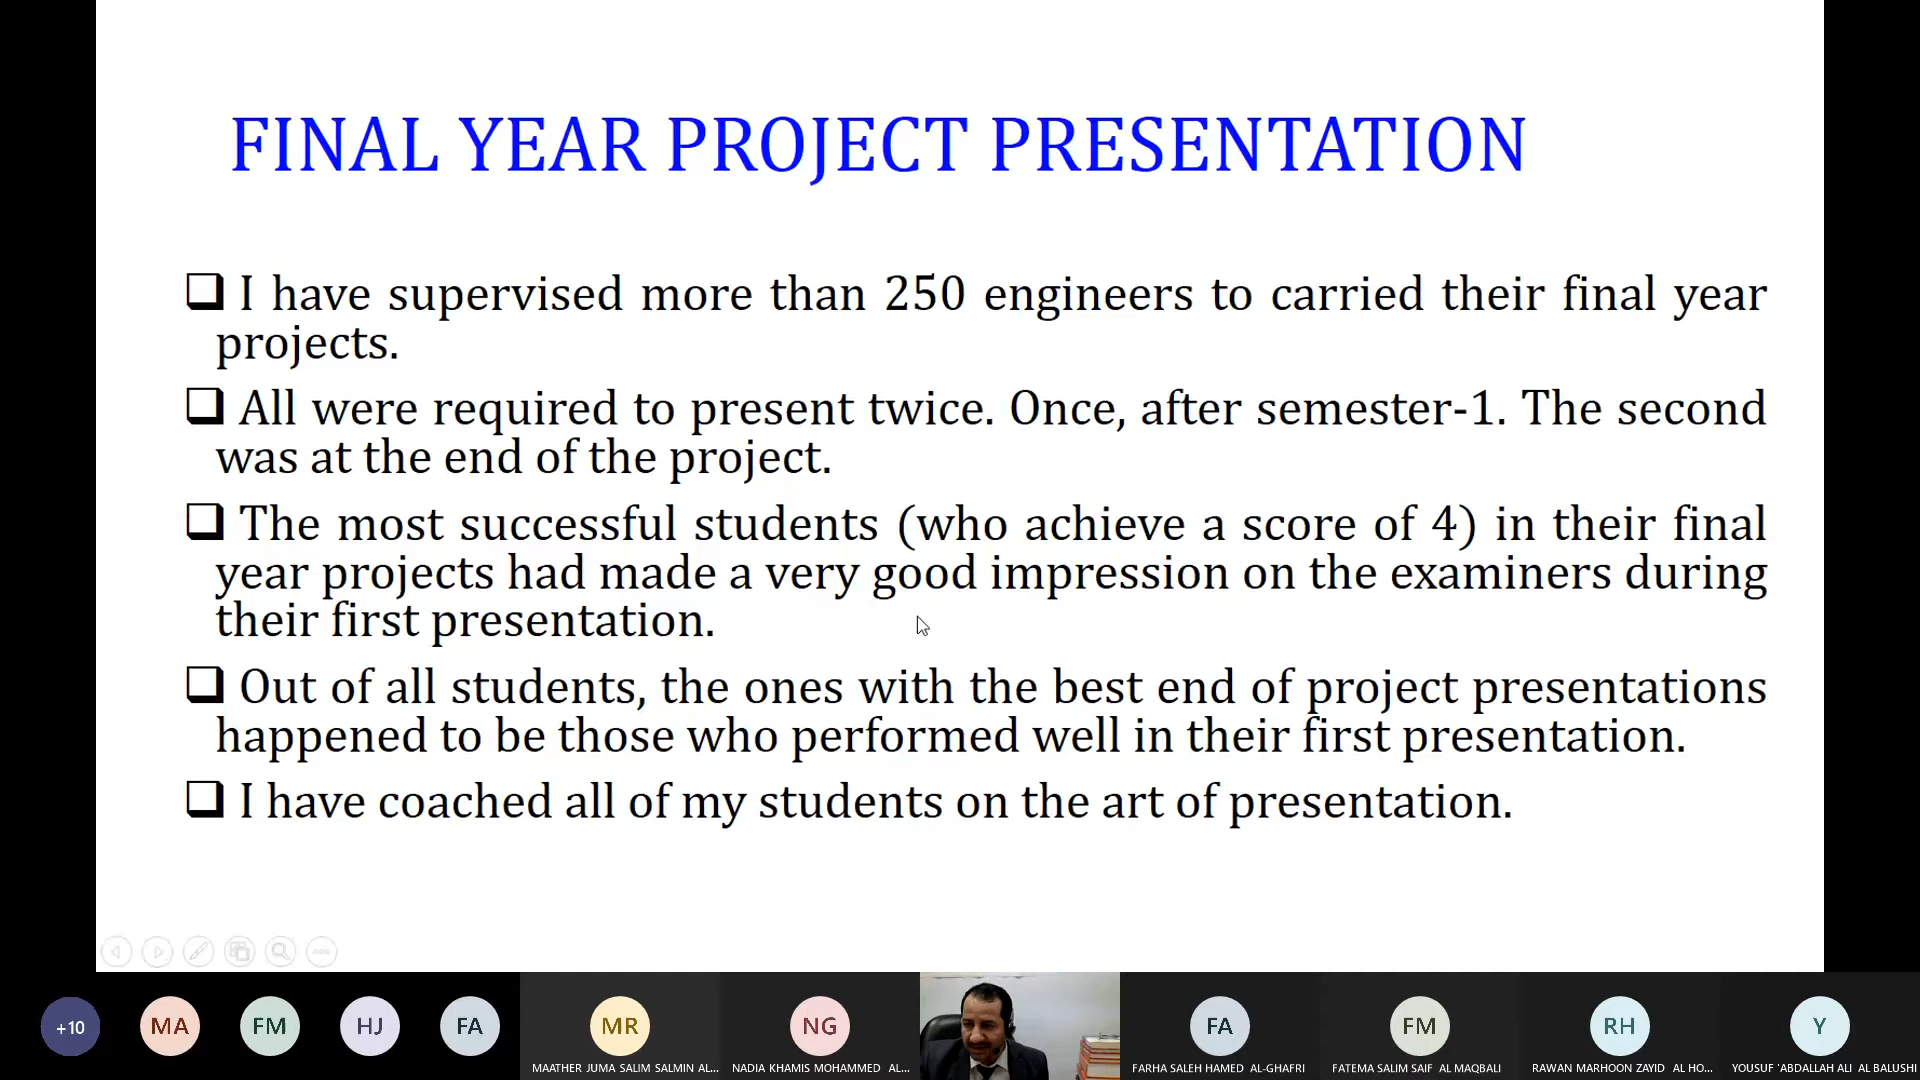 FINAL YEAR PROJECT PRESENTATION
I have supervised more than 250 engineers to carried their final year
projects.
All were required to present twice. Once, after semester-1. The second
was at the end of the project.
The most successful students (who achieve a score of 4) in their final
year projects had made a very good impression on the examiners during
their first presentation.
Out of all students, the ones with the best end of project presentations
happened to be those who performed well in their first presentation.
I have coached all of my students on the art of presentation.
+10
MA
FM
HJ
FA
MR
NG
FA
FM
RH
Y
MAATHER JUMA SALIM SALMIN AL...
NADIA KHAMIS MOHAMMED AL...
FARHA SALEH HAMED AL-GHAFRI
FATEMA SALIM SAIF AL MAQBALI
RAWAN MARHOON ZAYID AL HO...
YOUSUF 'ABDALLAH ALI AL BALUSHI